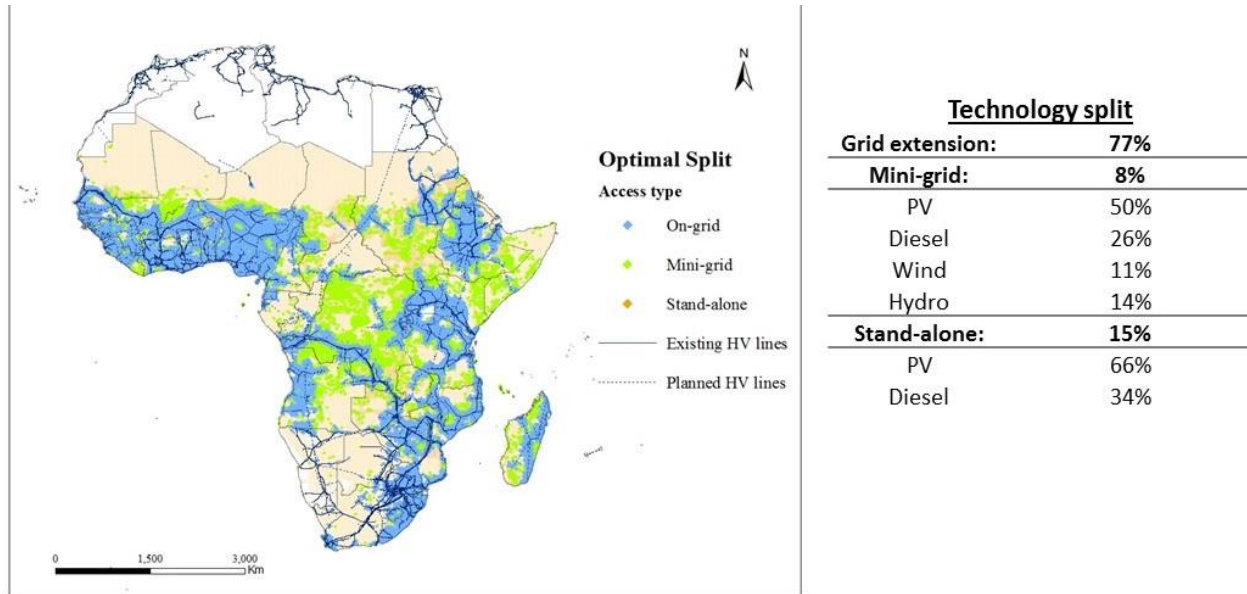 N
Optimal Split
Access type
On-grid
Mini-grid
Stand-alone
Existing HV lines
Planned HV lines
0 1,500 3,000
Km
Technology split
Grid extension: 77%
Mini-grid: 8%
PV 50%
Diesel 26%
Wind 11%
Hydro 14%
Stand-alone: 15%
PV 66%
Diesel 34%